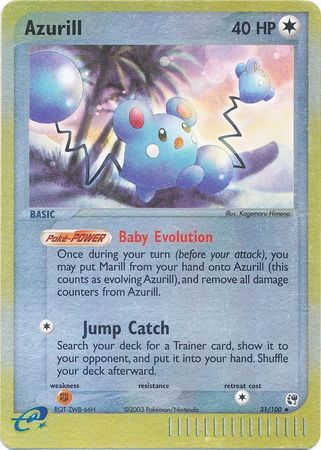 Azurill 40 HP
BASIC Illus. Kagemaru Himeno
Poké-POWER Baby Evolution
Once during your turn (before your attack), you
may put Marill from your hand onto Azurill (this
counts as evolving Azurill), and remove all damage
counters from Azurill.
Jump Catch
Search your deck for a Trainer card, show it to
your opponent, and put it into your hand. Shuffle
your deck afterward.
weakness resistance retreat cost
ROT-ZWB-66H ©2003 Pokémon/Nintendo 31/100
e